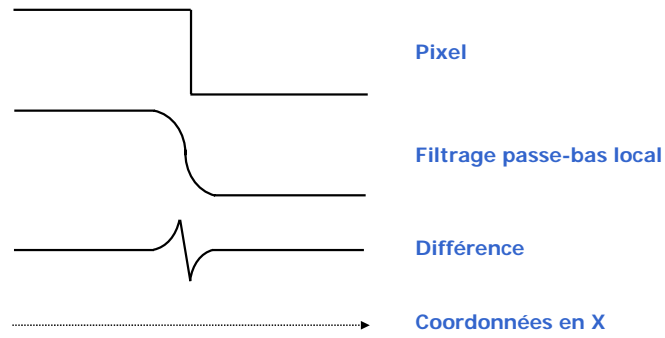 Pixel
Filtrage passe-bas local
Différence
Coordonnées en X